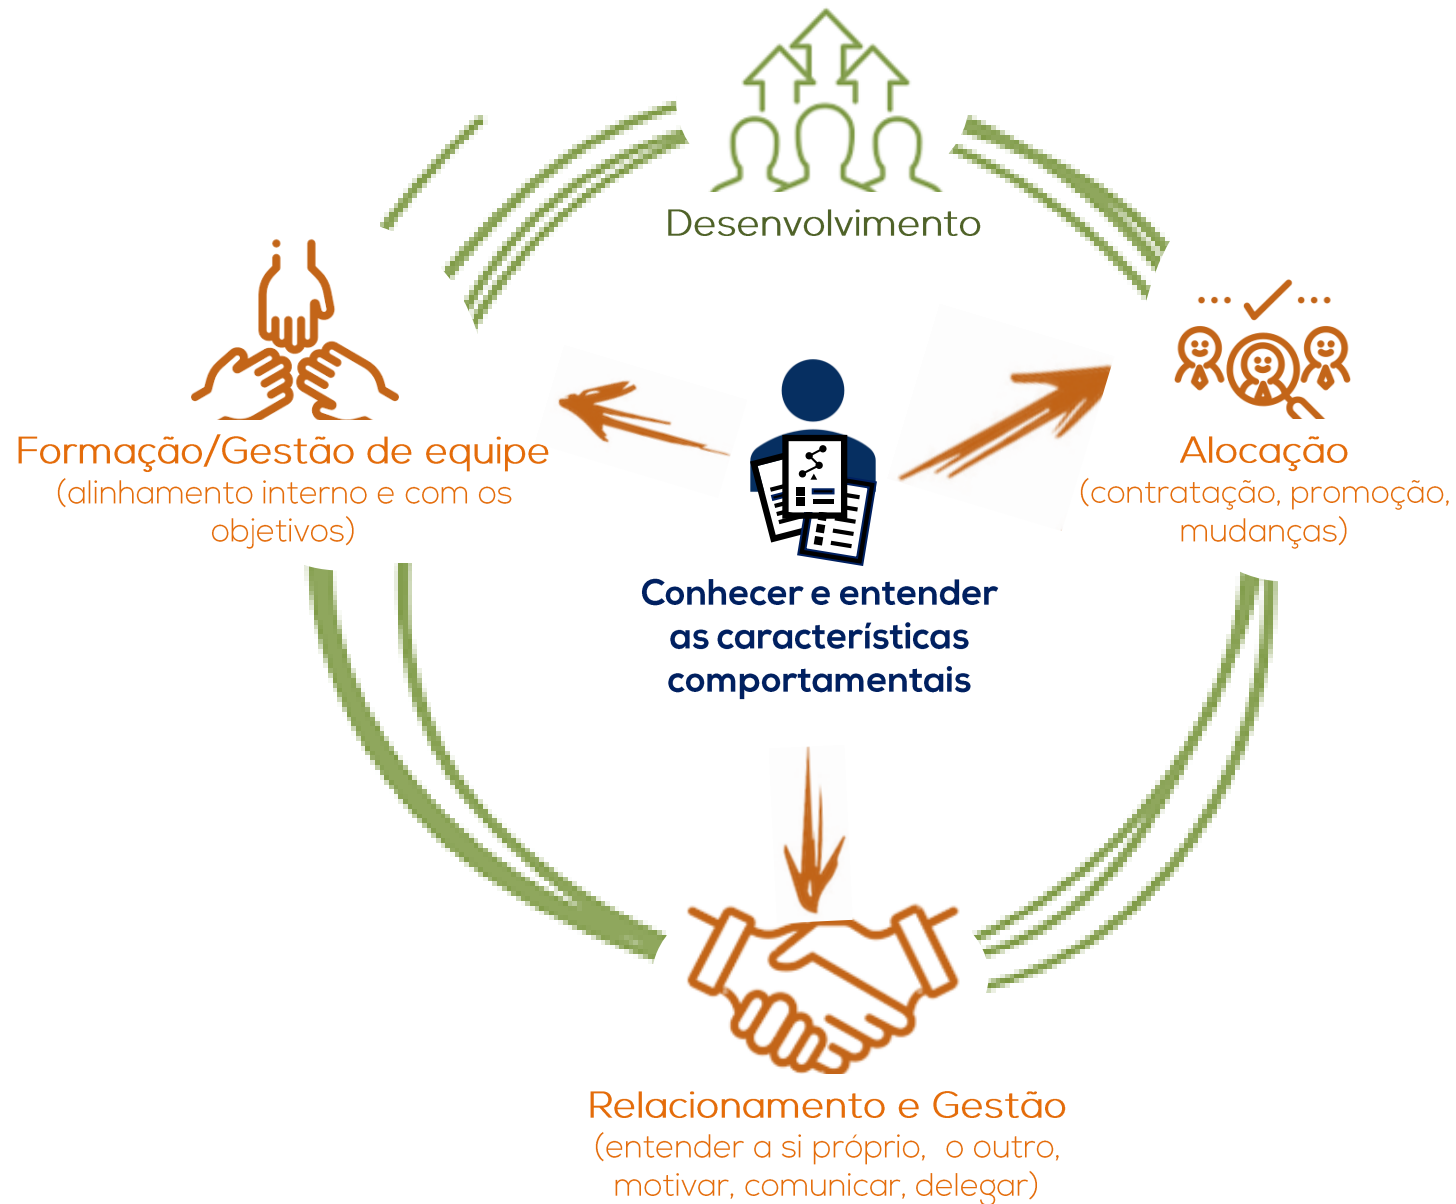 Desenvolvimento
Formação/Gestão de equipe
(alinhamento interno e com os
objetivos)
Alocação
(contratação, promoção,
mudanças)
Conhecer e entender
as características
comportamentais
Relacionamento e Gestão
(entender a si próprio, o outro,
motivar, comunicar, delegar)